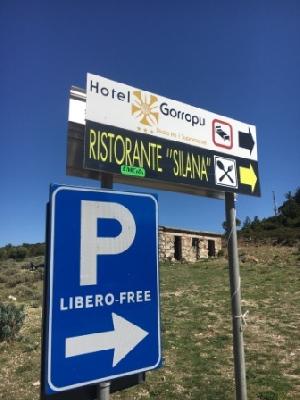 Hotel Gorropu
RISTORANTE "SILANA"
P
LIBERO-FREE